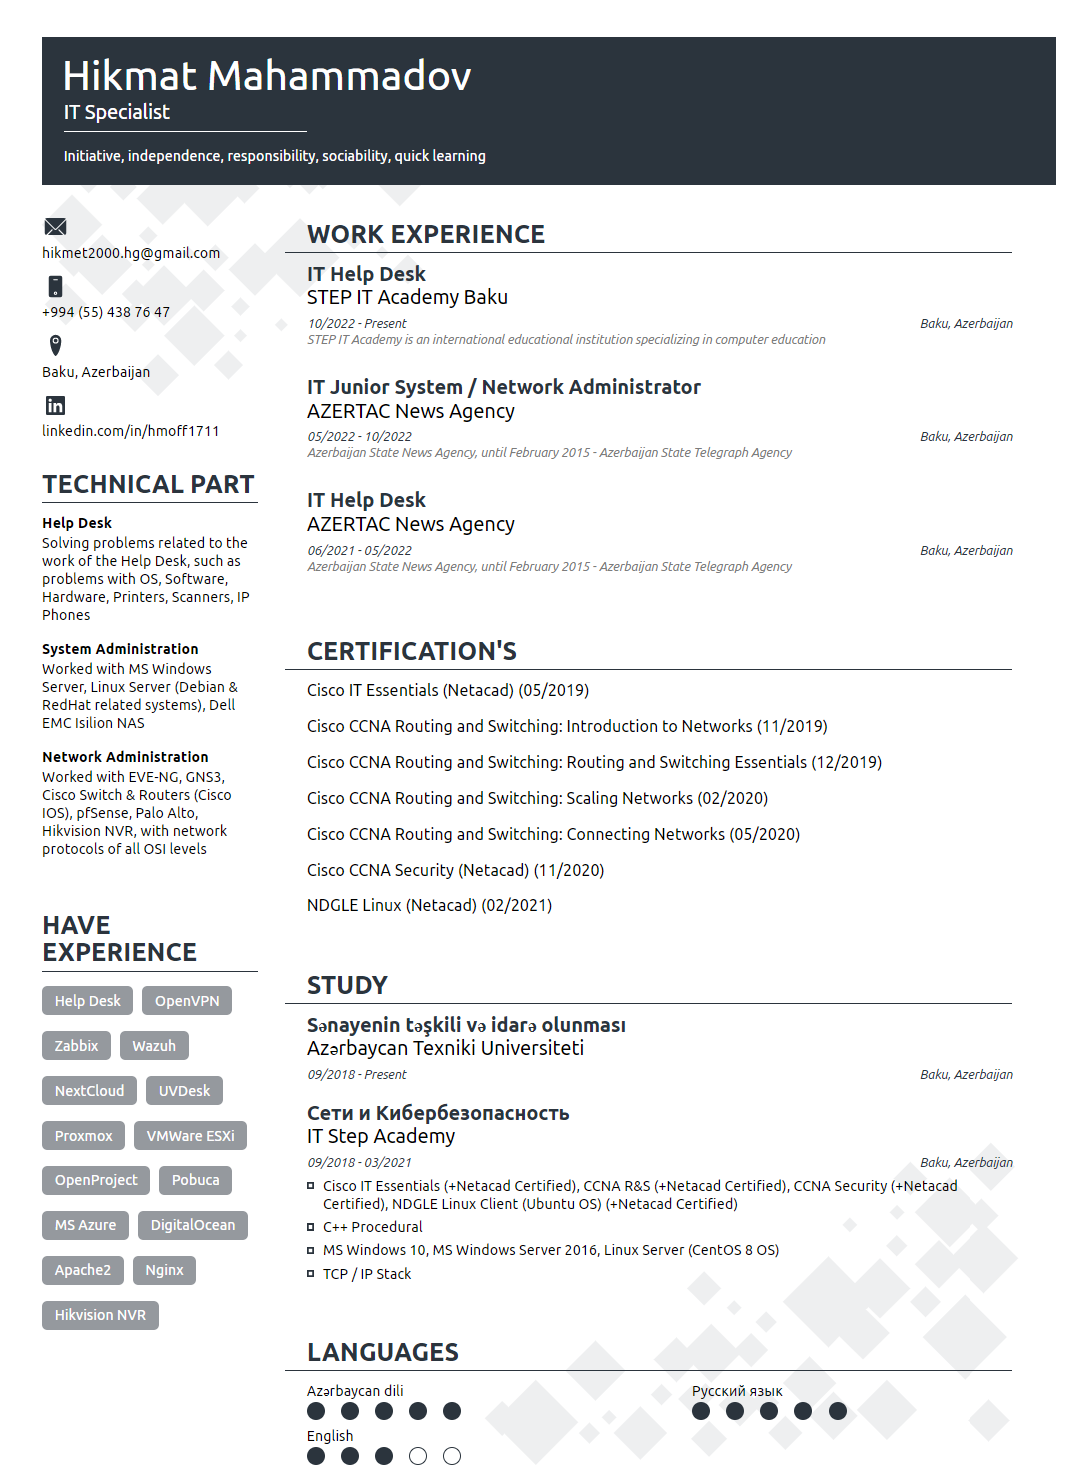 Hikmat Mahammadov
IT Specialist
Initiative, independence, responsibility, sociability, quick learning
hikmet2000.hg@gmail.com
+994 (55) 438 76 47
Baku, Azerbaijan
linkedin.com/in/hmoff1711
TECHNICAL PART
Help Desk
Solving problems related to the
work of the Help Desk, such as
problems with OS, Software,
Hardware, Printers, Scanners, IP
Phones
System Administration
Worked with MS Windows
Server, Linux Server (Debian &
RedHat related systems), Dell
EMC Isilion NAS
Network Administration
Worked with EVE-NG, GNS3,
Cisco Switch & Routers (Cisco
IOS), pfSense, Palo Alto,
Hikvision NVR, with network
protocols of all OSI levels
HAVE
EXPERIENCE
Help Desk OpenVPN
Zabbix Wazuh
NextCloud UVDesk
Proxmox VMWare ESXi
OpenProject Pobuca
MS Azure DigitalOcean
Apache2 Nginx
Hikvision NVR
WORK EXPERIENCE
IT Help Desk
STEP IT Academy Baku
10/2022 - Present Baku, Azerbaijan
STEP IT Academy is an international educational institution specializing in computer education
IT Junior System / Network Administrator
AZERTAC News Agency
05/2022 - 10/2022 Baku, Azerbaijan
Azerbaijan State News Agency, until February 2015 - Azerbaijan State Telegraph Agency
IT Help Desk
AZERTAC News Agency
06/2021 - 05/2022 Baku, Azerbaijan
Azerbaijan State News Agency, until February 2015 - Azerbaijan State Telegraph Agency
CERTIFICATION'S
Cisco IT Essentials (Netacad) (05/2019)
Cisco CCNA Routing and Switching: Introduction to Networks (11/2019)
Cisco CCNA Routing and Switching: Routing and Switching Essentials (12/2019)
Cisco CCNA Routing and Switching: Scaling Networks (02/2020)
Cisco CCNA Routing and Switching: Connecting Networks (05/2020)
Cisco CCNA Security (Netacad) (11/2020)
NDGLE Linux (Netacad) (02/2021)
STUDY
Sənayenin təşkili və idarə olunması
Azərbaycan Texniki Universiteti
09/2018 - Present Baku, Azerbaijan
Сети и Кибербезопасность
IT Step Academy
09/2018 - 03/2021 Baku, Azerbaijan
Cisco IT Essentials (+Netacad Certified), CCNA R&S (+Netacad Certified), CCNA Security (+Netacad
Certified), NDGLE Linux Client (Ubuntu OS) (+Netacad Certified)
C++ Procedural
MS Windows 10, MS Windows Server 2016, Linux Server (CentOS 8 OS)
TCP / IP Stack
LANGUAGES
Azərbaycan dili Русский язык
English